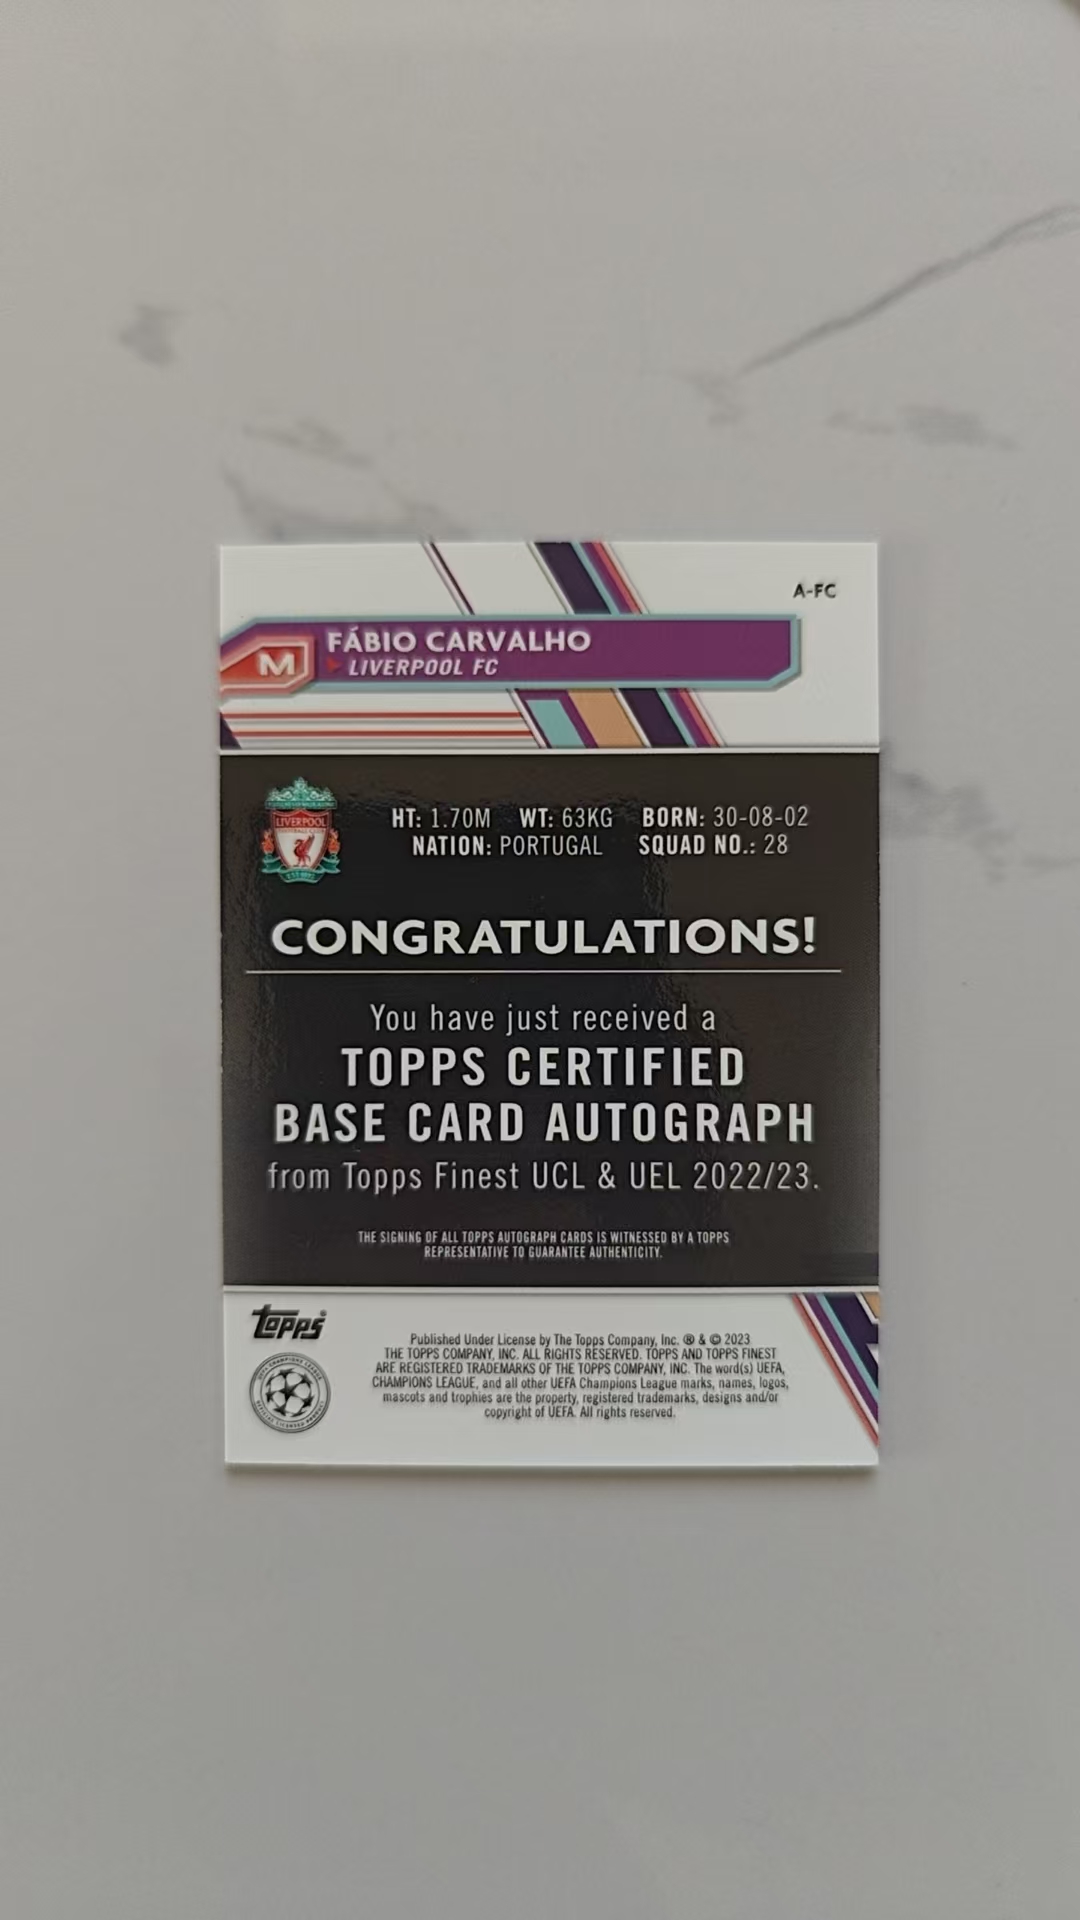 A-FC
M
FÁBIO CARVALHO
LIVERPOOL FC
LIVERPOOL
HT: 1.70M WT: 63KG BORN: 30-08-02
NATION: PORTUGAL SQUAD NO.: 28
CONGRATULATIONS!
You have just received a
TOPPS CERTIFIED
BASE CARD AUTOGRAPH
from Topps Finest UCL & UEL 2022/23.
THE SIGNING OF ALL TOPPS AUTOGRAPH CARDS IS WITNESSED BY A TOPPS
REPRESENTATIVE TO GUARANTEE AUTHENTICITY.
topps®
Published Under License by The Topps Company, Inc. ® & © 2023
THE TOPPS COMPANY, INC. ALL RIGHTS RESERVED. TOPPS AND TOPPS FINEST
ARE REGISTERED TRADEMARKS OF THE TOPPS COMPANY, INC. The word(s) UEFA,
CHAMPIONS LEAGUE, and all other UEFA Champions League marks, names, logos,
mascots and trophies are the property, registered trademarks, designs and/or
copyright of UEFA. All rights reserved.